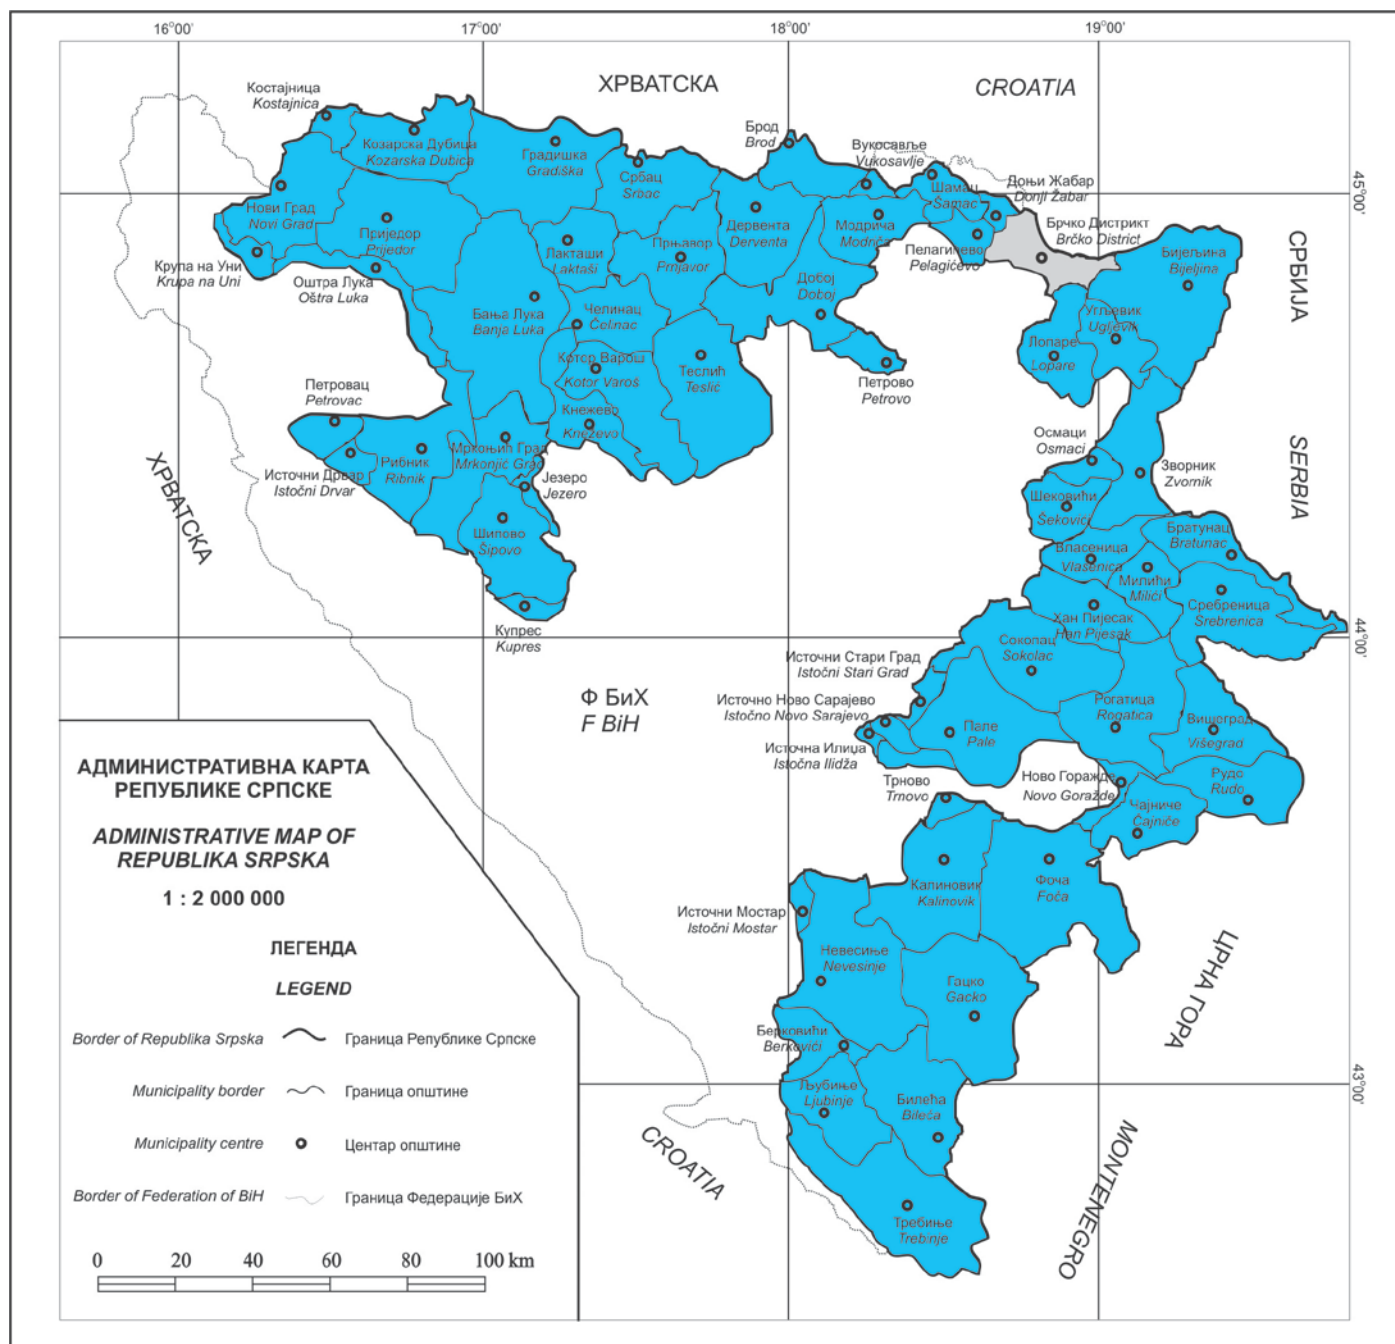 16°00'
17°00'
18°00'
19°00'
ХРВАТСКА
CROATIA
Костајница
Kostajnica
Козарска Дубица
Kozarska Dubica
Градишка
Gradiška
Србац
Srbac
Брод
Brod
Вукосавље
Vukosavlje
Шамац
Šamac
Доњи Жабар
Donji Žabar
45°00'
Нови Град
Novi Grad
Приједор
Prijedor
Лакташи
Laktaši
Прњавор
Prnjavor
Дервента
Derventa
Модрича
Modriča
Пелагићево
Pelagićevo
Брчко Дистрикт
Brčko District
Бијељина
Bijeljina
СРБИЈА
Крупа на Уни
Krupa na Uni
Оштра Лука
Oštra Luka
Бања Лука
Banja Luka
Челинац
Čelinac
Добој
Doboj
Угљевик
Ugljevik
Лопаре
Lopare
Котор Варош
Kotor Varoš
Теслић
Teslić
Петрово
Petrovo
Петровац
Petrovac
Кнежево
Kneževo
Источни Дрвар
Istočni Drvar
Рибник
Ribnik
Мркоњић Град
Mrkonjić Grad
Језеро
Jezero
Осмаци
Osmaci
Зворник
Zvornik
SERBIA
ХРВАТСКА
Шипово
Šipovo
Шековићи
Šekovići
Братунац
Bratunac
Власеница
Vlasenica
Милићи
Milići
Сребреница
Srebrenica
Хан Пијесак
Han Pijesak
Купрес
Kupres
44°00'
Соколац
Sokolac
Источни Стари Град
Istočni Stari Grad
Ф БиХ
F BiH
Источно Ново Сарајево
Istočno Novo Sarajevo
Рогатица
Rogatica
Вишеград
Višegrad
Пале
Pale
Источна Илиџа
Istočna Ilidža
Трново
Trnovo
Ново Горажде
Novo Goražde
Рудо
Rudo
Чајниче
Čajniče
АДМИНИСТРАТИВНА КАРТА
РЕПУБЛИКЕ СРПСКЕ
ADMINISTRATIVE MAP OF
REPUBLIKA SRPSKA
1 : 2 000 000
Калиновик
Kalinovik
Фоча
Foča
Источни Мостар
Istočni Mostar
Невесиње
Nevesinje
Гацко
Gacko
ЦРНА ГОРА
Берковићи
Berkovići
43°00'
Љубиње
Ljubinje
Билећа
Bileća
CROATIA
MONTENEGRO
Требиње
Trebinje
ЛЕГЕНДА
LEGEND
Border of Republika Srpska
Граница Републике Српске
Municipality border
Граница општине
Municipality centre
Центар општине
Border of Federation of BiH
Граница Федерације БиХ
0 20 40 60 80 100 km